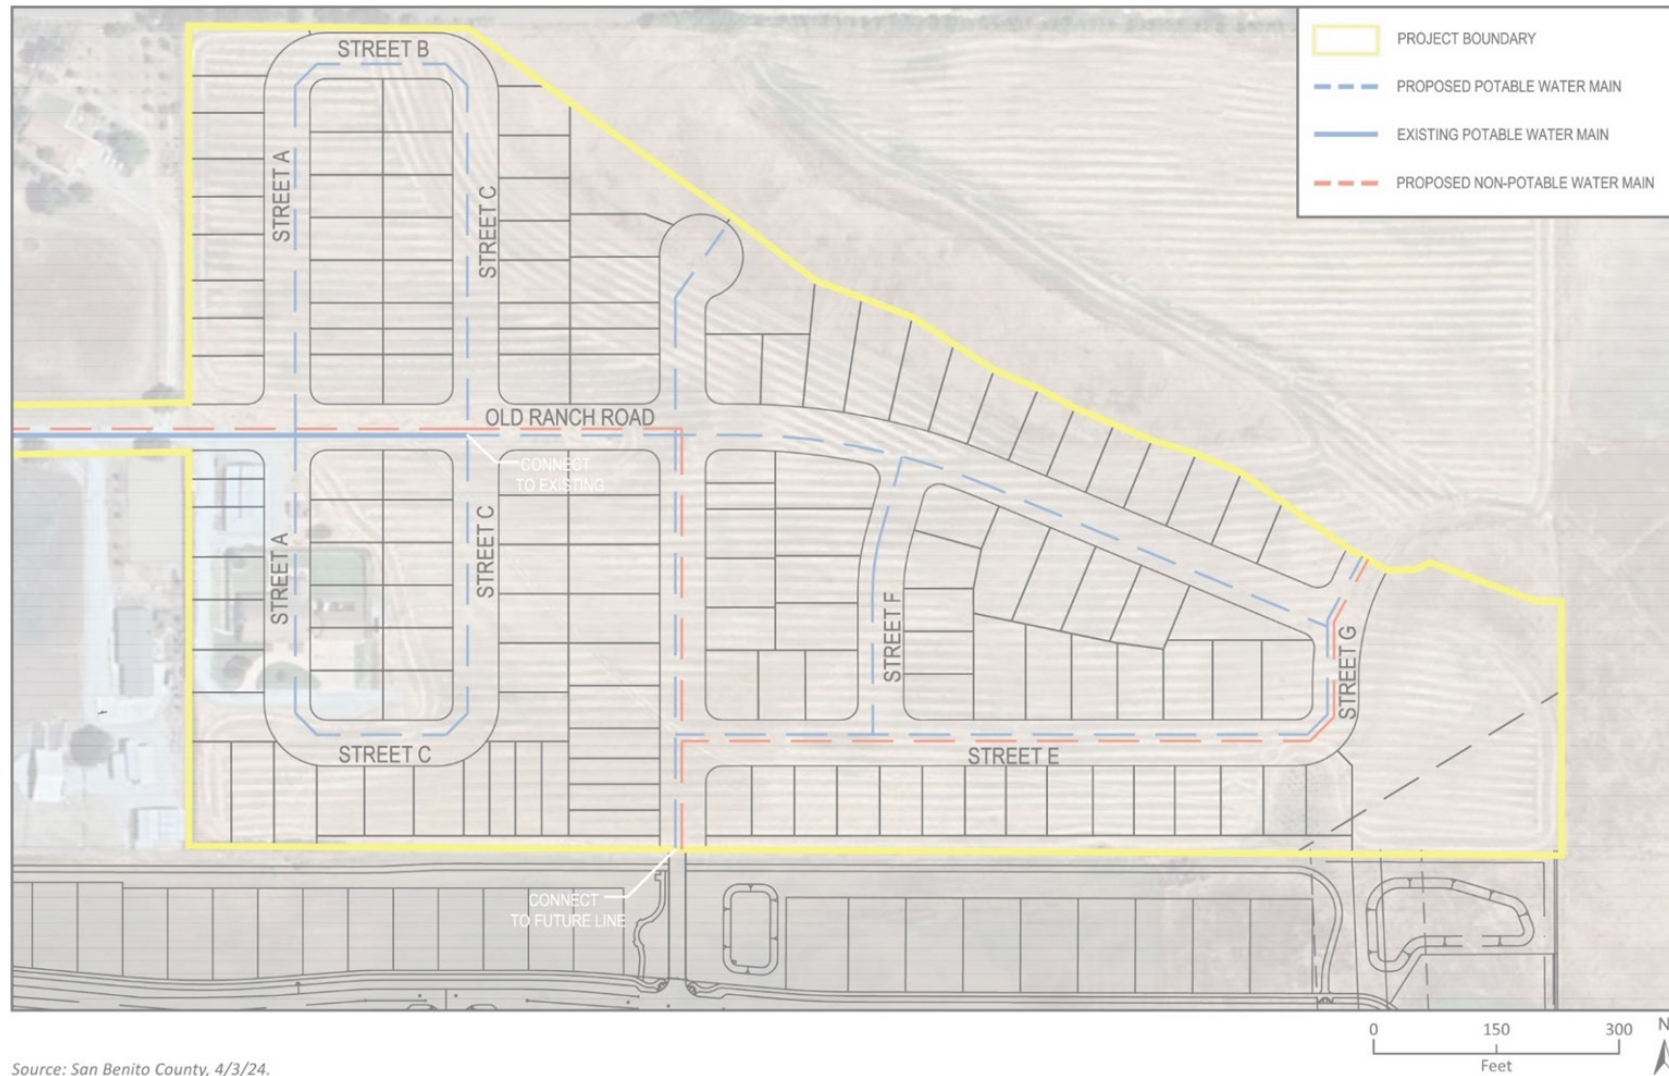 PROJECT BOUNDARY
PROPOSED POTABLE WATER MAIN
EXISTING POTABLE WATER MAIN
PROPOSED NON-POTABLE WATER MAIN
STREET B
STREET A
STREET C
OLD RANCH ROAD
CONNECT
TO EXISTING
STREET A
STREET C
STREET F
STREET G
STREET C
STREET E
CONNECT
TO FUTURE LINE
0 150 300
Feet
N
Source: San Benito County, 4/3/24.